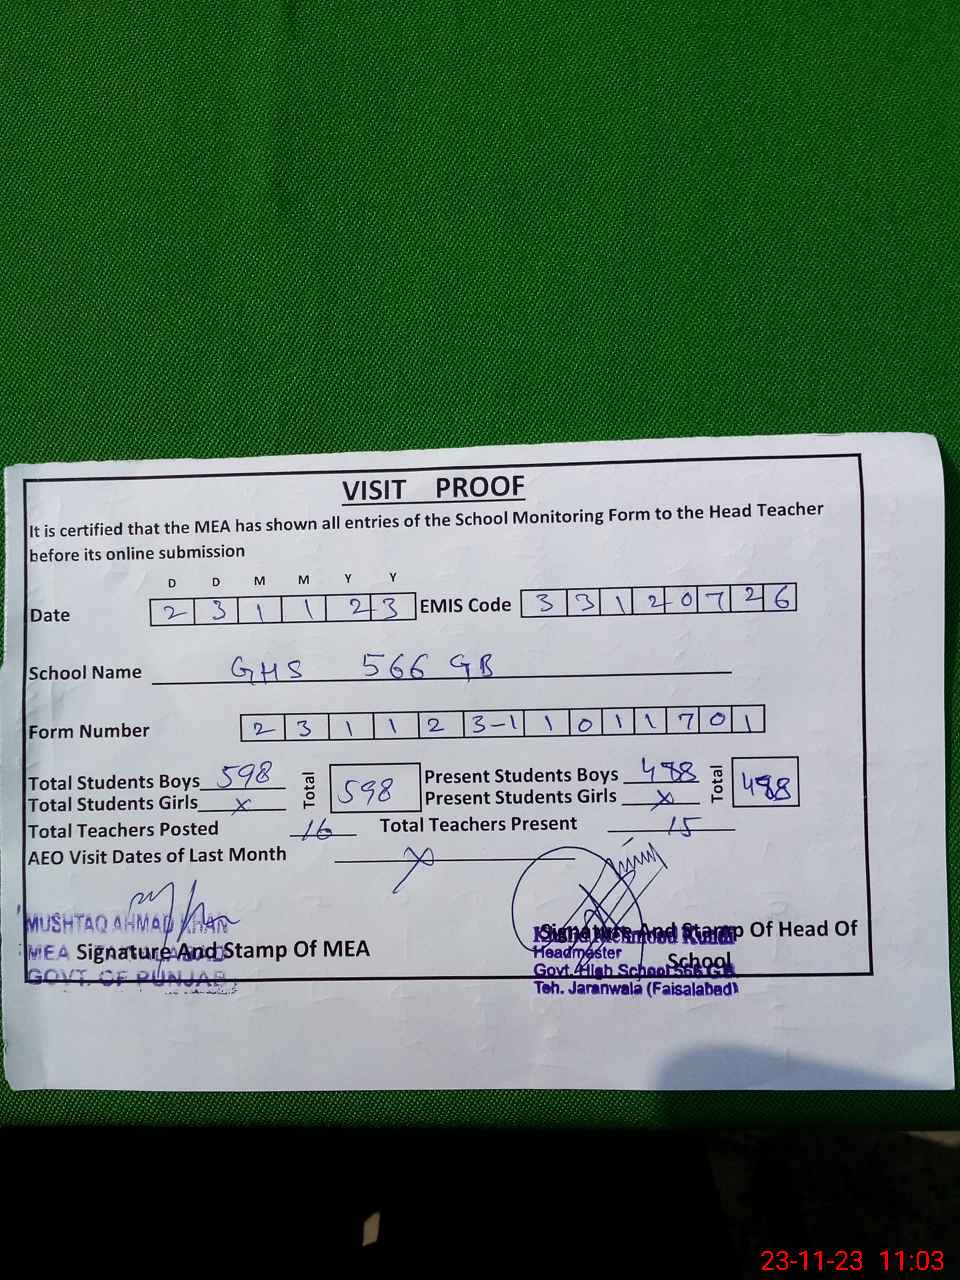 VISIT PROOF
It is certified that the MEA has shown all entries of the School Monitoring Form to the Head Teacher
before its online submission
D D M M Y Y
Date 2 3 1 1 2 3 EMIS Code 3 3 1 2 0 7 2 6
School Name GHS 566 GB
Form Number 2 3 1 1 2 3-1 1 0 1 1 7 0 1
Total Students Boys 598 Total 598 Present Students Boys 488 Total 488
Total Students Girls x Present Students Girls x
Total Teachers Posted 16 Total Teachers Present 15
AEO Visit Dates of Last Month x
MUSHTAQ AHMAD KHAN
MEA
Signature And Stamp Of MEA
GOVT. OF PUNJAB
Signature And Stamp Of Head Of
School
Headmaster
Govt. High School 566 G.B.
Teh. Jaranwala (Faisalabad)
23-11-23 11:03